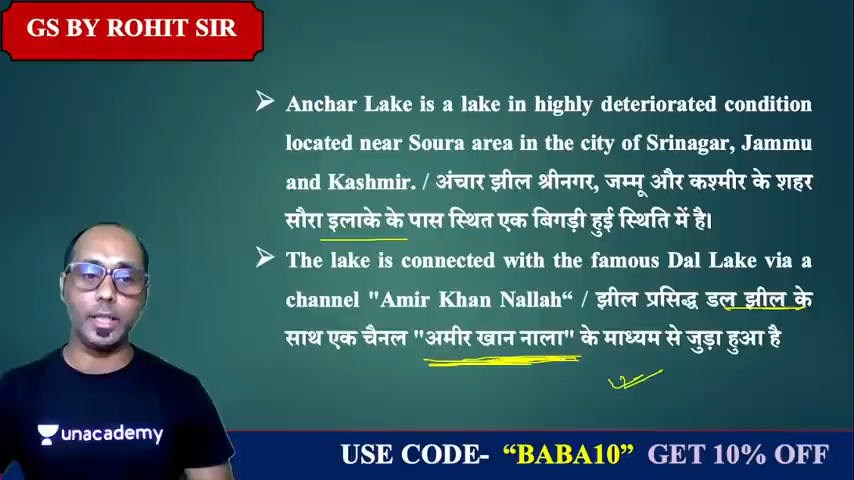 GS BY ROHIT SIR
➢ Anchar Lake is a lake in highly deteriorated condition
located near Soura area in the city of Srinagar, Jammu
and Kashmir. / अंचार झील श्रीनगर, जम्मू और कश्मीर के शहर
सौरा इलाके के पास स्थित एक बिगड़ी हुई स्थिति में है।
➢ The lake is connected with the famous Dal Lake via a
channel "Amir Khan Nallah“ / झील प्रसिद्ध डल झील के
साथ एक चैनल "अमीर खान नाला" के माध्यम से जुड़ा हुआ है
unacademy
USE CODE- “BABA10” GET 10% OFF